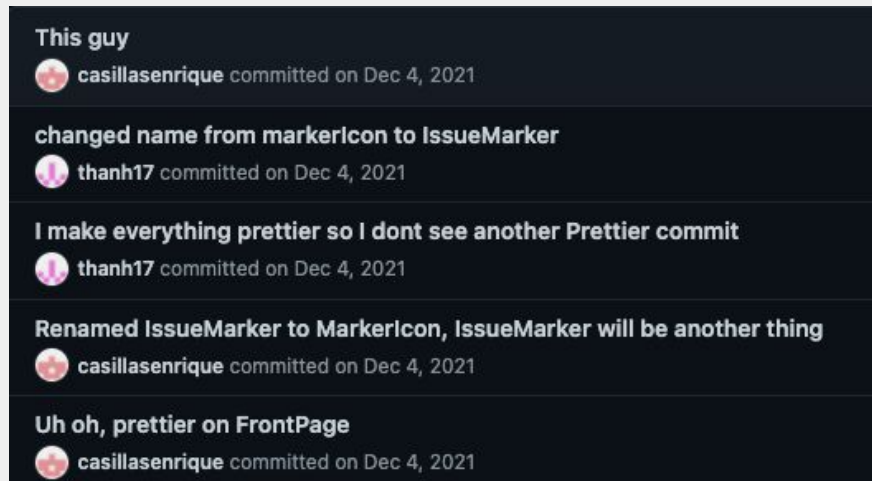 This guy
casillasenrique committed on Dec 4, 2021
changed name from markerIcon to IssueMarker
thanh17 committed on Dec 4, 2021
I make everything prettier so I dont see another Prettier commit
thanh17 committed on Dec 4, 2021
Renamed IssueMarker to MarkerIcon, IssueMarker will be another thing
casillasenrique committed on Dec 4, 2021
Uh oh, prettier on FrontPage
casillasenrique committed on Dec 4, 2021